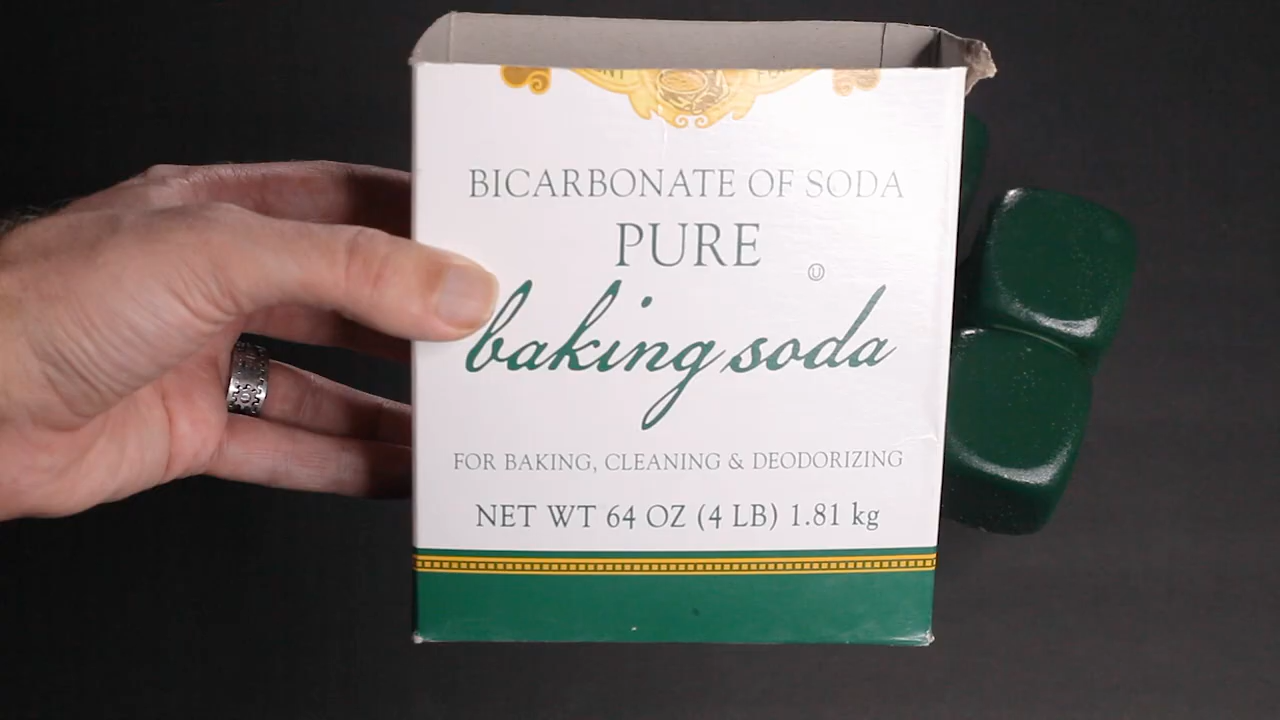 BICARBONATE OF SODA
PURE
baking soda
FOR BAKING, CLEANING & DEODORIZING
NET WT 64 OZ (4 LB) 1.81 kg